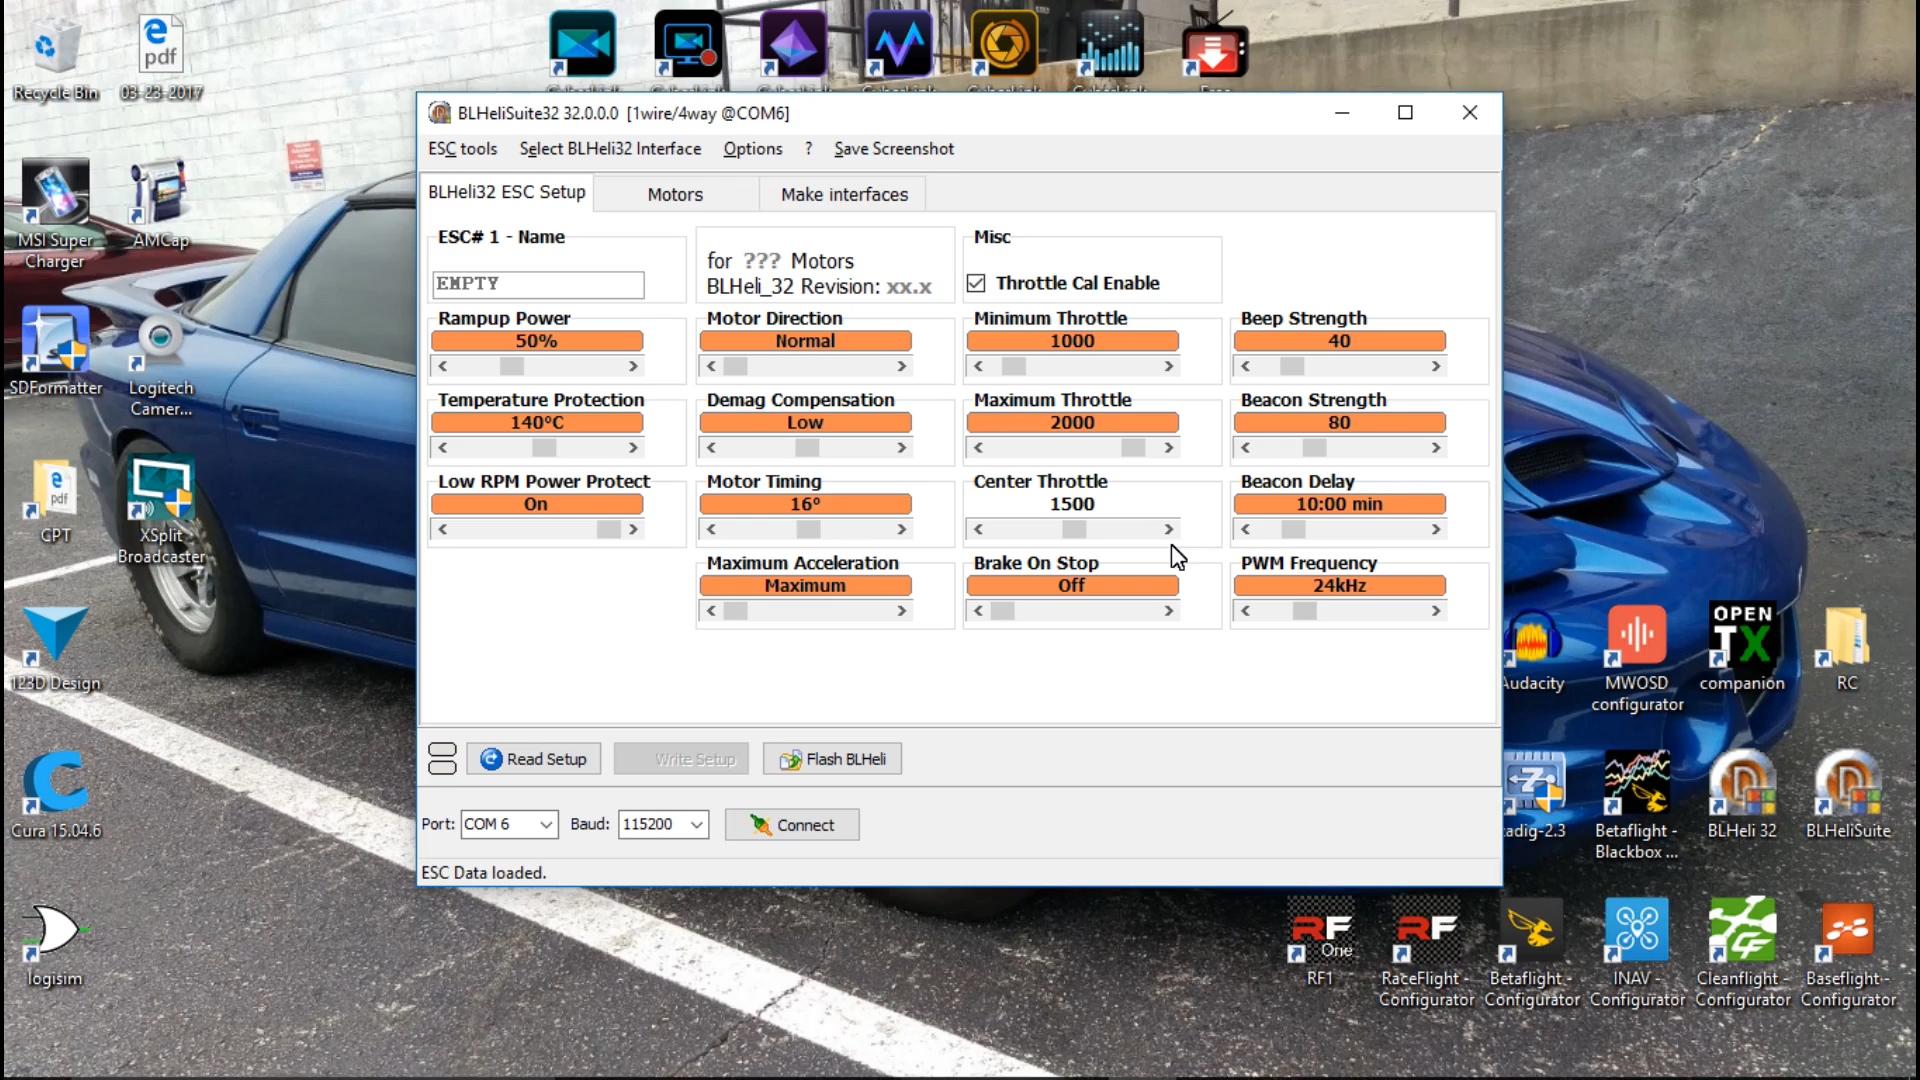 Recycle Bin
pdf
03-23-2017
MSI Super
Charger
AMCap
SDFormatter
Logitech
Camer...
pdf
CPT
XSplit
Broadcaster
123D Design
Cura 15.04.6
logisim
BLHeliSuite32 32.0.0.0 [1wire/4way @COM6]
ESC tools Select BLHeli32 Interface Options ? Save Screenshot
BLHeli32 ESC Setup Motors Make interfaces
ESC# 1 - Name
EMPTY
for ??? Motors
BLHeli_32 Revision: xx.x
Misc
Throttle Cal Enable
Rampup Power
50%
Motor Direction
Normal
Minimum Throttle
1000
Beep Strength
40
Temperature Protection
140°C
Demag Compensation
Low
Maximum Throttle
2000
Beacon Strength
80
Low RPM Power Protect
On
Motor Timing
16°
Center Throttle
1500
Beacon Delay
10:00 min
Maximum Acceleration
Maximum
Brake On Stop
Off
PWM Frequency
24kHz
Read Setup Write Setup Flash BLHeli
Port: COM 6 Baud: 115200 Connect
ESC Data loaded.
Audacity
MWOSD
configurator
OPEN
TX
companion
RC
adig-2.3
Betaflight -
Blackbox ...
BLHeli 32
BLHeliSuite
RF
One
RF1
RF
RaceFlight -
Configurator
Betaflight -
Configurator
INAV -
Configurator
Cleanflight -
Configurator
Baseflight -
Configurator